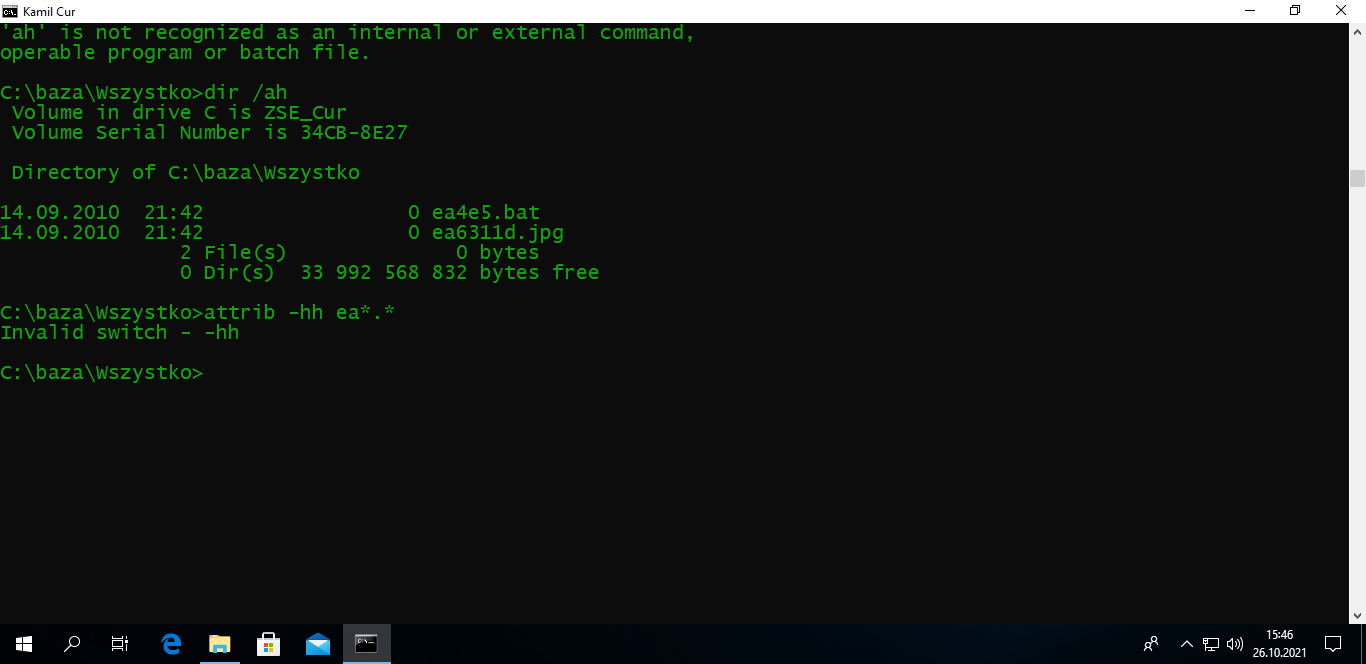 Kamil Cur
'ah' is not recognized as an internal or external command,
operable program or batch file.
C:\baza\Wszystko>dir /ah
Volume in drive C is ZSE_Cur
Volume Serial Number is 34CB-8E27
Directory of C:\baza\Wszystko
14.09.2010 21:42 0 ea4e5.bat
14.09.2010 21:42 0 ea6311d.jpg
2 File(s) 0 bytes
0 Dir(s) 33 992 568 832 bytes free
C:\baza\Wszystko>attrib -hh ea*.*
Invalid switch - -hh
C:\baza\Wszystko>
15:46
26.10.2021